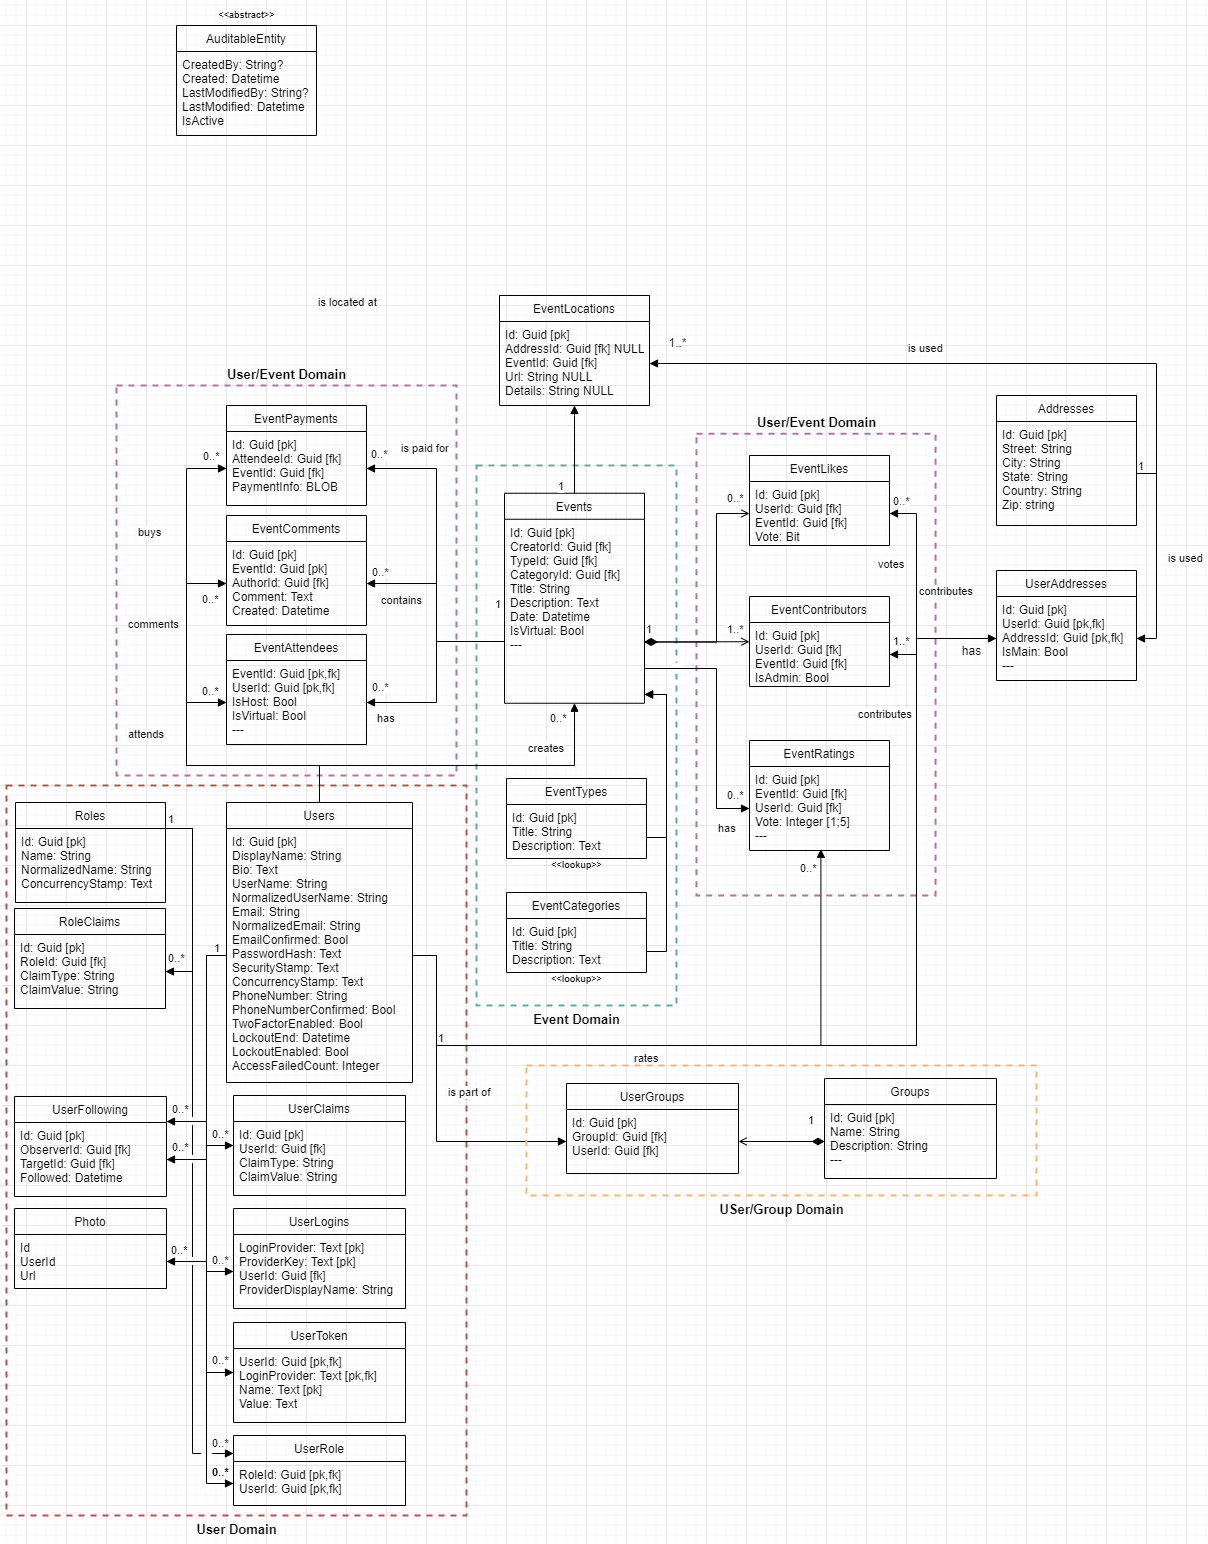 <<abstract>>
AuditableEntity
CreatedBy: String?
Created: Datetime
LastModifiedBy: String?
LastModified: Datetime
IsActive
is located at
EventLocations
Id: Guid [pk]
AddressId: Guid [fk] NULL
EventId: Guid [fk]
Url: String NULL
Details: String NULL
1..*
is used
User/Event Domain
EventPayments
Id: Guid [pk]
AttendeeId: Guid [fk]
EventId: Guid [fk]
PaymentInfo: BLOB
0..*
0..*
is paid for
buys
EventComments
Id: Guid [pk]
EventId: Guid [pk]
AuthorId: Guid [fk]
Comment: Text
Created: Datetime
0..*
0..*
contains
comments
EventAttendees
EventId: Guid [pk,fk]
UserId: Guid [pk,fk]
IsHost: Bool
IsVirtual: Bool
---
0..*
0..*
has
attends
1
Events
Id: Guid [pk]
CreatorId: Guid [fk]
TypeId: Guid [fk]
CategoryId: Guid [fk]
Title: String
Description: Text
Date: Datetime
IsVirtual: Bool
---
1
1
0..*
creates
EventTypes
Id: Guid [pk]
Title: String
Description: Text
<<lookup>>
EventCategories
Id: Guid [pk]
Title: String
Description: Text
<<lookup>>
Event Domain
User/Event Domain
EventLikes
Id: Guid [pk]
UserId: Guid [fk]
EventId: Guid [fk]
Vote: Bit
0..*
0..*
votes
EventContributors
Id: Guid [pk]
UserId: Guid [fk]
EventId: Guid [fk]
IsAdmin: Bool
1..*
1..*
contributes
contributes
EventRatings
Id: Guid [pk]
EventId: Guid [fk]
UserId: Guid [fk]
Vote: Integer [1;5]
---
0..*
has
0..*
Addresses
Id: Guid [pk]
Street: String
City: String
State: String
Country: String
Zip: string
1
is used
UserAddresses
Id: Guid [pk]
UserId: Guid [pk,fk]
AddressId: Guid [pk,fk]
IsMain: Bool
---
has
Roles
Id: Guid [pk]
Name: String
NormalizedName: String
ConcurrencyStamp: Text
1
RoleClaims
Id: Guid [pk]
RoleId: Guid [fk]
ClaimType: String
ClaimValue: String
0..*
Users
Id: Guid [pk]
DisplayName: String
Bio: Text
UserName: String
NormalizedUserName: String
Email: String
NormalizedEmail: String
EmailConfirmed: Bool
PasswordHash: Text
SecurityStamp: Text
ConcurrencyStamp: Text
PhoneNumber: String
PhoneNumberConfirmed: Bool
TwoFactorEnabled: Bool
LockoutEnd: Datetime
LockoutEnabled: Bool
AccessFailedCount: Integer
1
1
rates
is part of
UserGroups
Id: Guid [pk]
GroupId: Guid [fk]
UserId: Guid [fk]
1
Groups
Id: Guid [pk]
Name: String
Description: String
---
USer/Group Domain
UserFollowing
Id: Guid [pk]
ObserverId: Guid [fk]
TargetId: Guid [fk]
Followed: Datetime
0..*
0..*
UserClaims
Id: Guid [pk]
UserId: Guid [fk]
ClaimType: String
ClaimValue: String
0..*
Photo
Id
UserId
Url
0..*
UserLogins
LoginProvider: Text [pk]
ProviderKey: Text [pk]
UserId: Guid [fk]
ProviderDisplayName: String
0..*
UserToken
UserId: Guid [pk,fk]
LoginProvider: Text [pk,fk]
Name: Text [pk]
Value: Text
0..*
UserRole
RoleId: Guid [pk,fk]
UserId: Guid [pk,fk]
0..*
0..*
User Domain